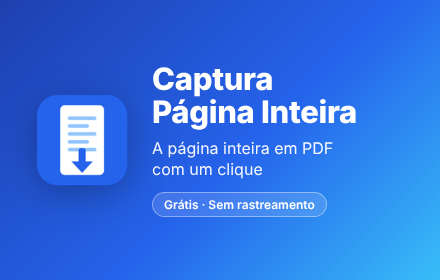 Captura
Página Inteira
A página inteira em PDF
com um clique
Grátis · Sem rastreamento